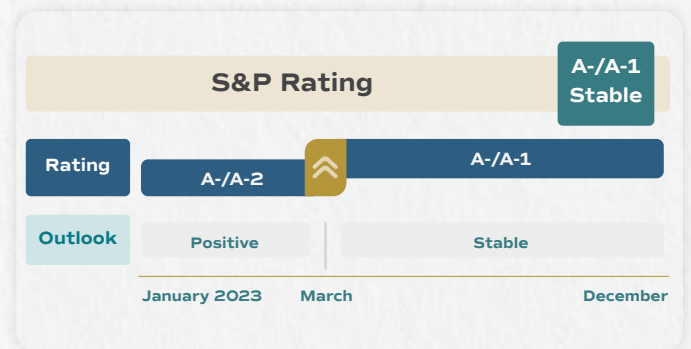 S&P Rating
A-/A-1
Stable
Rating
A-/A-2
A-/A-1
Outlook
Positive
Stable
January 2023
March
December